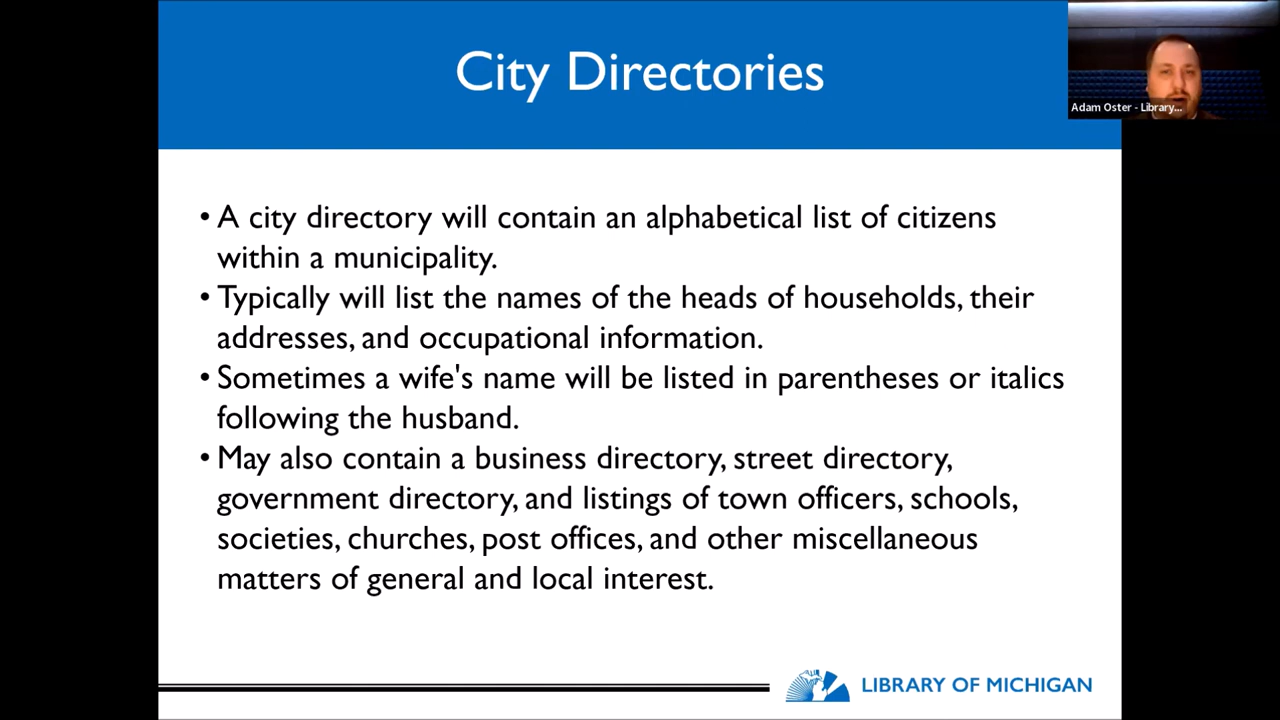 City Directories
Adam Oster - Library...
• A city directory will contain an alphabetical list of citizens
within a municipality.
• Typically will list the names of the heads of households, their
addresses, and occupational information.
• Sometimes a wife's name will be listed in parentheses or italics
following the husband.
• May also contain a business directory, street directory,
government directory, and listings of town officers, schools,
societies, churches, post offices, and other miscellaneous
matters of general and local interest.
LIBRARY OF MICHIGAN